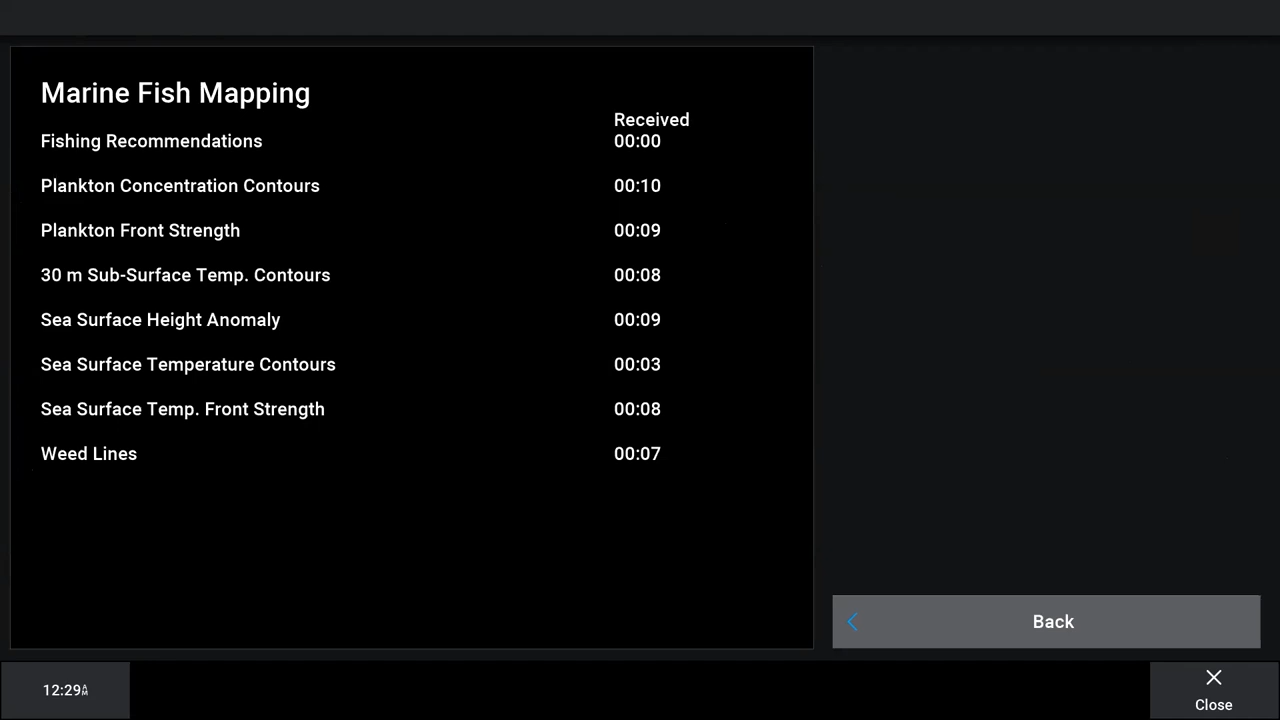 Marine Fish Mapping
Received
Fishing Recommendations 00:00
Plankton Concentration Contours 00:10
Plankton Front Strength 00:09
30 m Sub-Surface Temp. Contours 00:08
Sea Surface Height Anomaly 00:09
Sea Surface Temperature Contours 00:03
Sea Surface Temp. Front Strength 00:08
Weed Lines 00:07
Back
12:29AM
Close